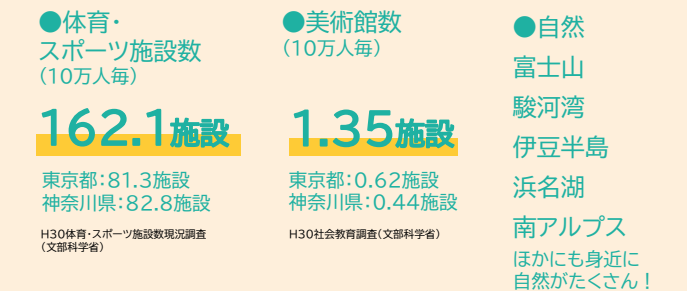 ●体育・
スポーツ施設数
(10万人毎)
162.1施設
東京都：81.3施設
神奈川県：82.8施設
H30体育・スポーツ施設数現況調査
(文部科学省)
●美術館数
(10万人毎)
1.35施設
東京都：0.62施設
神奈川県：0.44施設
H30社会教育調査(文部科学省)
●自然
富士山
駿河湾
伊豆半島
浜名湖
南アルプス
ほかにも身近に
自然がたくさん！